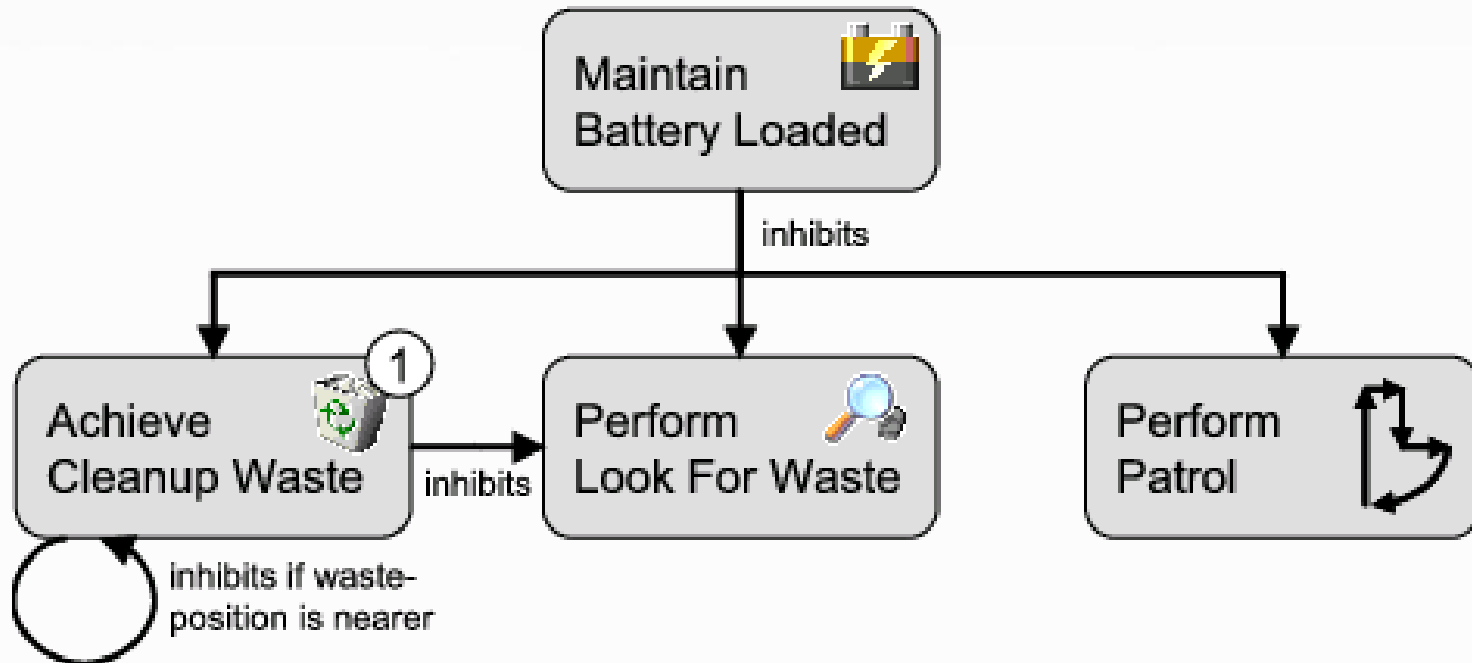 Maintain
Battery Loaded
inhibits
1
Achieve
Cleanup Waste
inhibits
Perform
Look For Waste
Perform
Patrol
inhibits if waste-
position is nearer